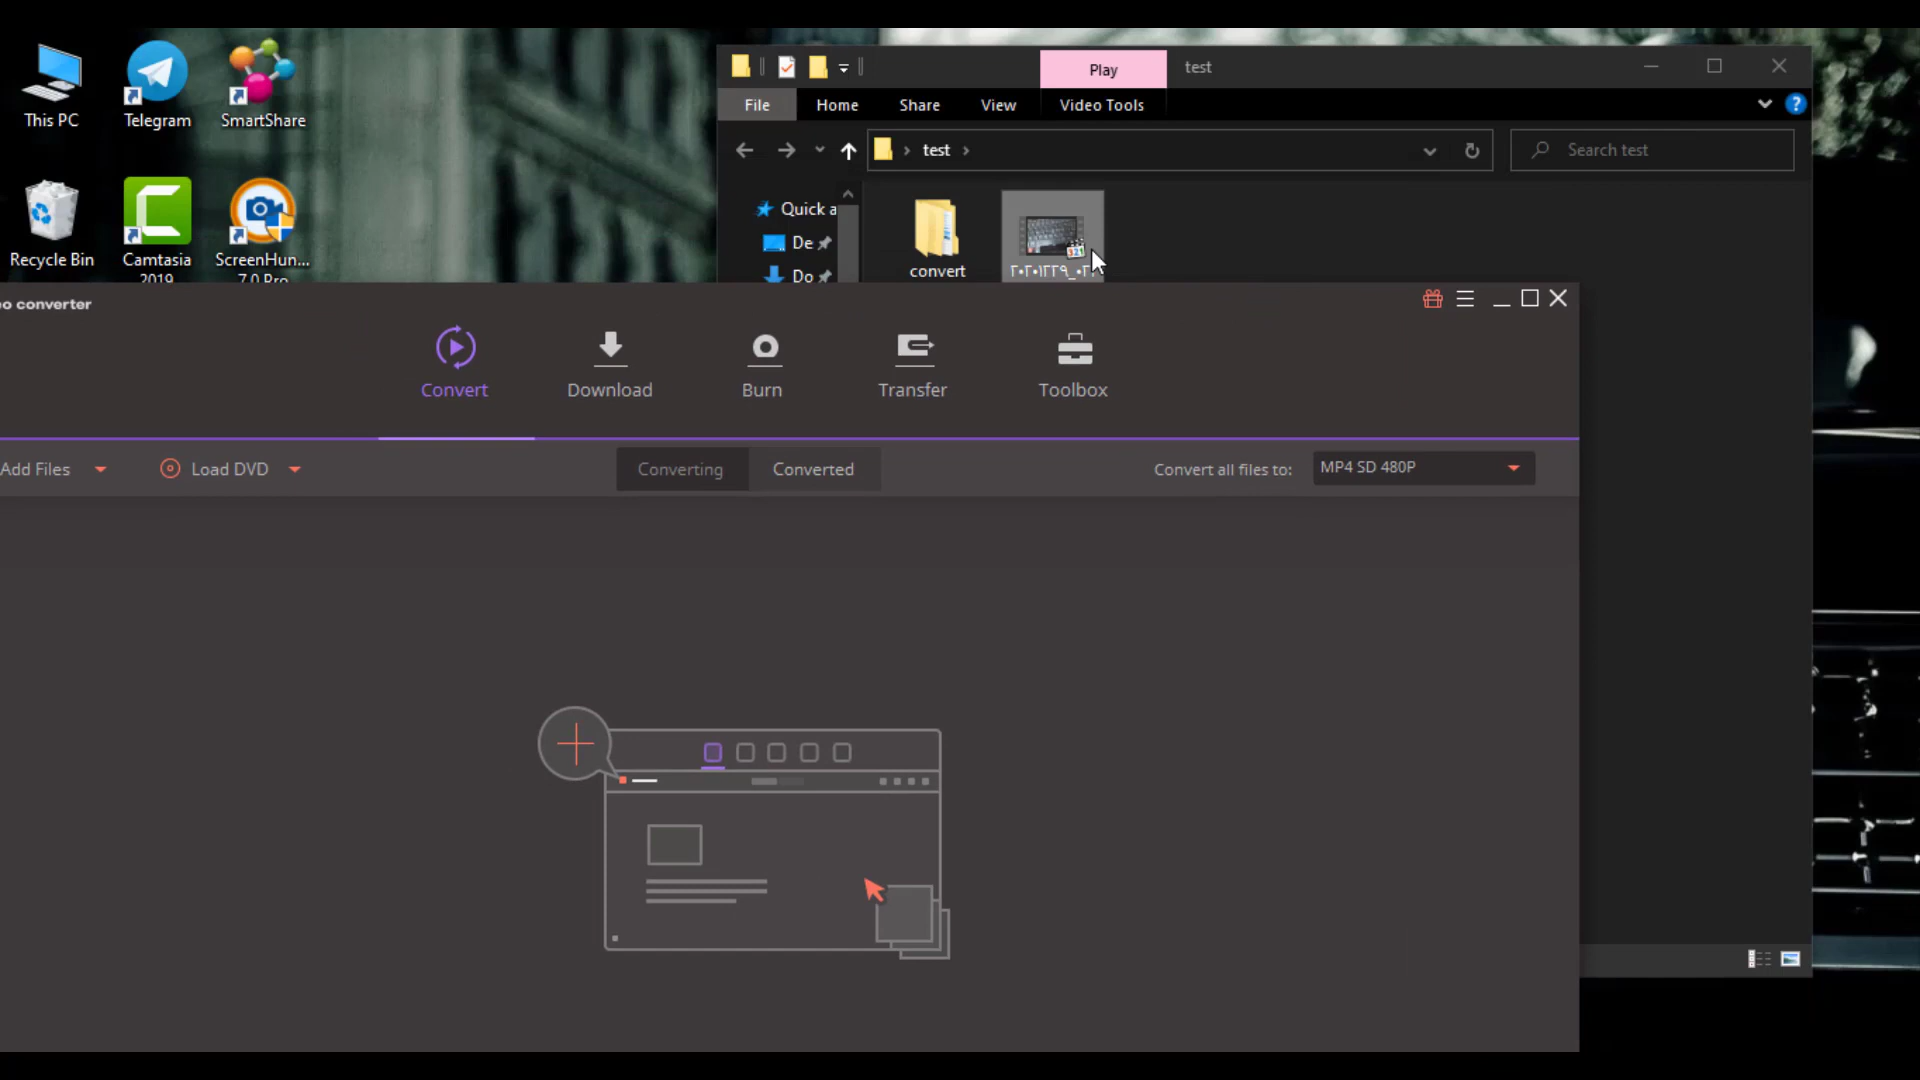 This PC
Telegram
SmartShare
Recycle Bin
Camtasia
2019
ScreenHun...
7.0 Pro
Play
test
File
Home
Share
View
Video Tools
test
Search test
Quick a
De
Do
convert
321
eo converter
Convert
Download
Burn
Transfer
Toolbox
Add Files
Load DVD
Converting
Converted
Convert all files to:
MP4 SD 480P